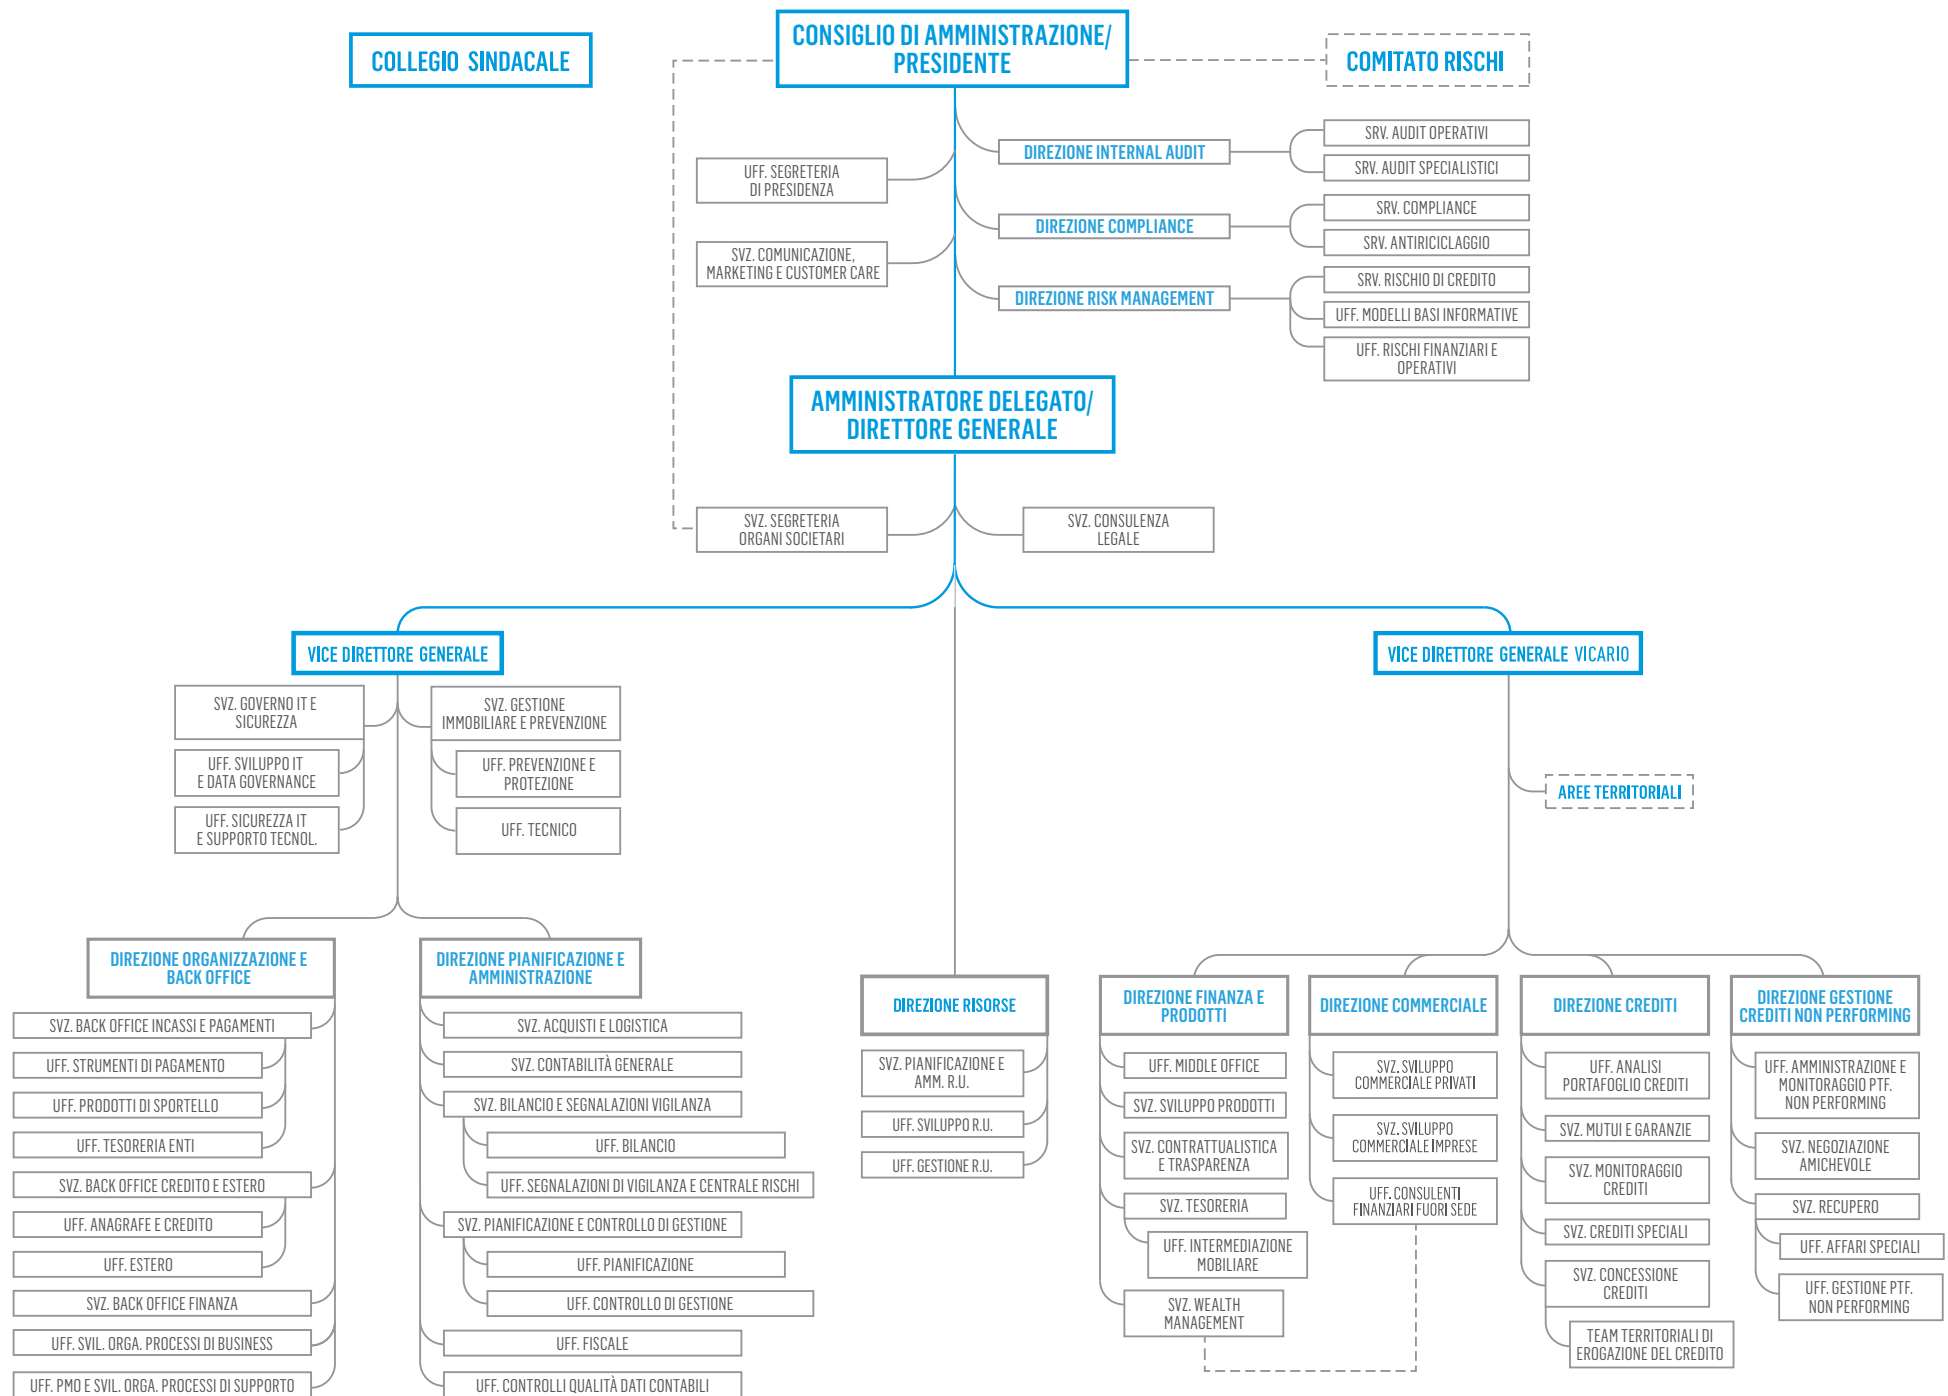 COLLEGIO SINDACALE
CONSIGLIO DI AMMINISTRAZIONE/
PRESIDENTE
COMITATO RISCHI
DIREZIONE INTERNAL AUDIT
SRV. AUDIT OPERATIVI
SRV. AUDIT SPECIALISTICI
UFF. SEGRETERIA
DI PRESIDENZA
DIREZIONE COMPLIANCE
SRV. COMPLIANCE
SRV. ANTIRICICLAGGIO
SVZ. COMUNICAZIONE,
MARKETING E CUSTOMER CARE
DIREZIONE RISK MANAGEMENT
SRV. RISCHIO DI CREDITO
UFF. MODELLI BASI INFORMATIVE
UFF. RISCHI FINANZIARI E
OPERATIVI
AMMINISTRATORE DELEGATO/
DIRETTORE GENERALE
SVZ. SEGRETERIA
ORGANI SOCIETARI
SVZ. CONSULENZA
LEGALE
VICE DIRETTORE GENERALE
VICE DIRETTORE GENERALE VICARIO
SVZ. GOVERNO IT E
SICUREZZA
UFF. SVILUPPO IT
E DATA GOVERNANCE
UFF. SICUREZZA IT
E SUPPORTO TECNOL.
SVZ. GESTIONE
IMMOBILIARE E PREVENZIONE
UFF. PREVENZIONE E
PROTEZIONE
UFF. TECNICO
AREE TERRITORIALI
DIREZIONE ORGANIZZAZIONE E
BACK OFFICE
SVZ. BACK OFFICE INCASSI E PAGAMENTI
UFF. STRUMENTI DI PAGAMENTO
UFF. PRODOTTI DI SPORTELLO
UFF. TESORERIA ENTI
SVZ. BACK OFFICE CREDITO E ESTERO
UFF. ANAGRAFE E CREDITO
UFF. ESTERO
SVZ. BACK OFFICE FINANZA
UFF. SVIL. ORGA. PROCESSI DI BUSINESS
UFF. PMO E SVIL. ORGA. PROCESSI DI SUPPORTO
DIREZIONE PIANIFICAZIONE E
AMMINISTRAZIONE
SVZ. ACQUISTI E LOGISTICA
SVZ. CONTABILITÀ GENERALE
SVZ. BILANCIO E SEGNALAZIONI VIGILANZA
UFF. BILANCIO
UFF. SEGNALAZIONI DI VIGILANZA E CENTRALE RISCHI
SVZ. PIANIFICAZIONE E CONTROLLO DI GESTIONE
UFF. PIANIFICAZIONE
UFF. CONTROLLO DI GESTIONE
UFF. FISCALE
UFF. CONTROLLI QUALITÀ DATI CONTABILI
DIREZIONE RISORSE
SVZ. PIANIFICAZIONE E
AMM. R.U.
UFF. SVILUPPO R.U.
UFF. GESTIONE R.U.
DIREZIONE FINANZA E
PRODOTTI
UFF. MIDDLE OFFICE
SVZ. SVILUPPO PRODOTTI
SVZ. CONTRATTUALISTICA
E TRASPARENZA
SVZ. TESORERIA
UFF. INTERMEDIAZIONE
MOBILIARE
SVZ. WEALTH
MANAGEMENT
DIREZIONE COMMERCIALE
SVZ. SVILUPPO
COMMERCIALE PRIVATI
SVZ. SVILUPPO
COMMERCIALE IMPRESE
UFF. CONSULENTI
FINANZIARI FUORI SEDE
DIREZIONE CREDITI
UFF. ANALISI
PORTAFOGLIO CREDITI
SVZ. MUTUI E GARANZIE
SVZ. MONITORAGGIO
CREDITI
SVZ. CREDITI SPECIALI
SVZ. CONCESSIONE
CREDITI
TEAM TERRITORIALI DI
EROGAZIONE DEL CREDITO
DIREZIONE GESTIONE
CREDITI NON PERFORMING
UFF. AMMINISTRAZIONE E
MONITORAGGIO PTF.
NON PERFORMING
SVZ. NEGOZIAZIONE
AMICHEVOLE
SVZ. RECUPERO
UFF. AFFARI SPECIALI
UFF. GESTIONE PTF.
NON PERFORMING